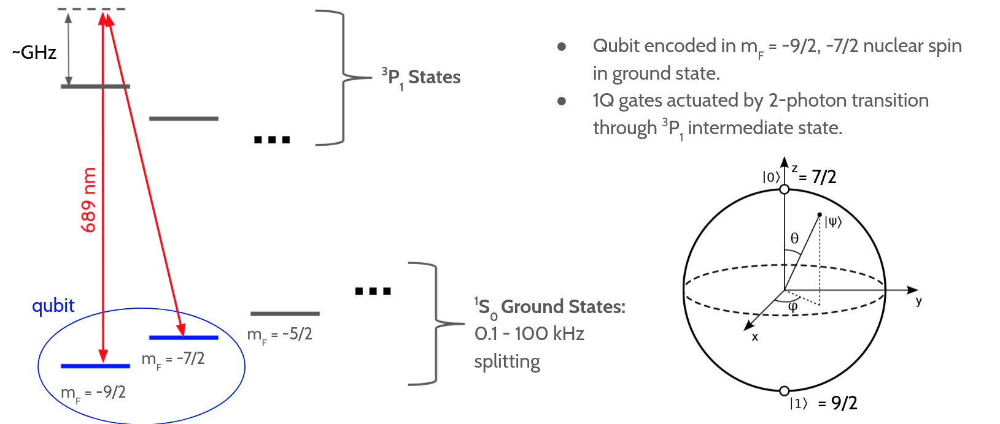 ~GHz
³P₁ States
689 nm
qubit
m_F = -5/2
m_F = -7/2
m_F = -9/2
¹S₀ Ground States:
0.1 - 100 kHz
splitting
● Qubit encoded in m_F = -9/2, -7/2 nuclear spin
in ground state.
● 1Q gates actuated by 2-photon transition
through ³P₁ intermediate state.
|0⟩ z = 7/2
|ψ⟩
θ
φ
y
x
|1⟩ = 9/2